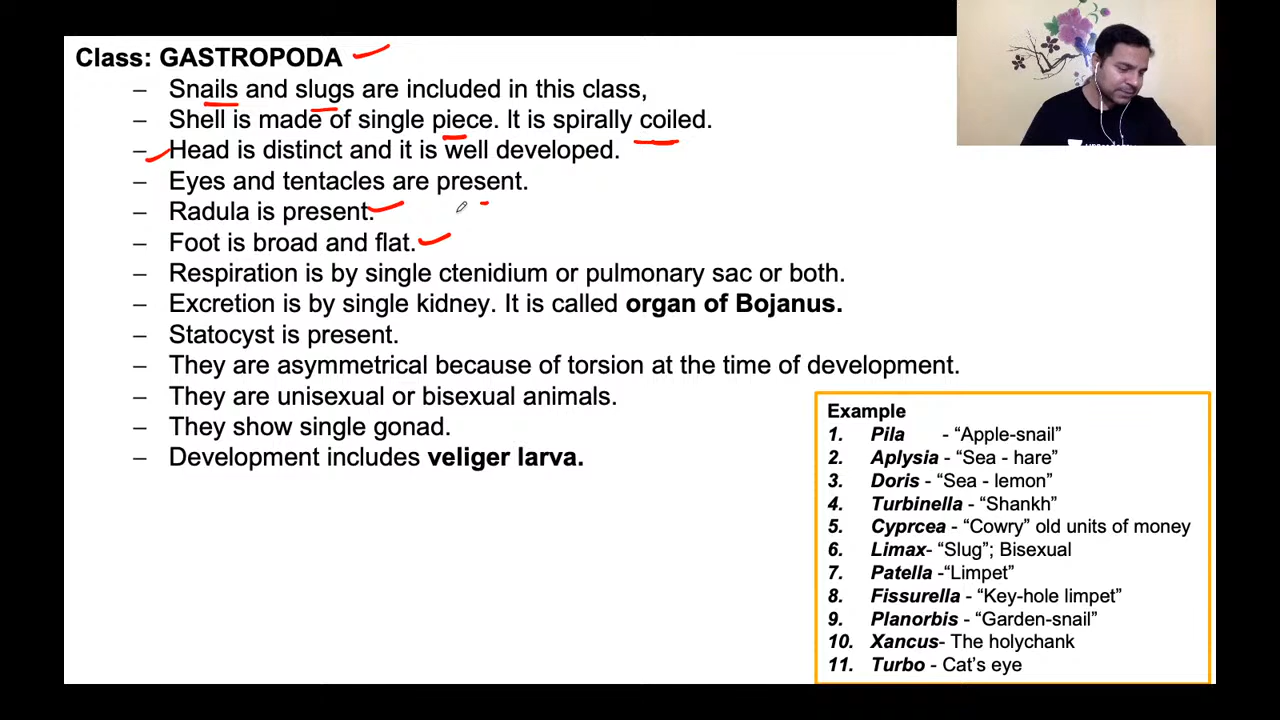 Class: GASTROPODA
– Snails and slugs are included in this class,
– Shell is made of single piece. It is spirally coiled.
– Head is distinct and it is well developed.
– Eyes and tentacles are present.
– Radula is present.
– Foot is broad and flat.
– Respiration is by single ctenidium or pulmonary sac or both.
– Excretion is by single kidney. It is called organ of Bojanus.
– Statocyst is present.
– They are asymmetrical because of torsion at the time of development.
– They are unisexual or bisexual animals.
– They show single gonad.
– Development includes veliger larva.
Example
1. Pila - “Apple-snail”
2. Aplysia - “Sea - hare”
3. Doris - “Sea - lemon”
4. Turbinella - “Shankh”
5. Cyprcea - “Cowry” old units of money
6. Limax- “Slug”; Bisexual
7. Patella -“Limpet”
8. Fissurella - “Key-hole limpet”
9. Planorbis - “Garden-snail”
10. Xancus- The holychank
11. Turbo - Cat’s eye